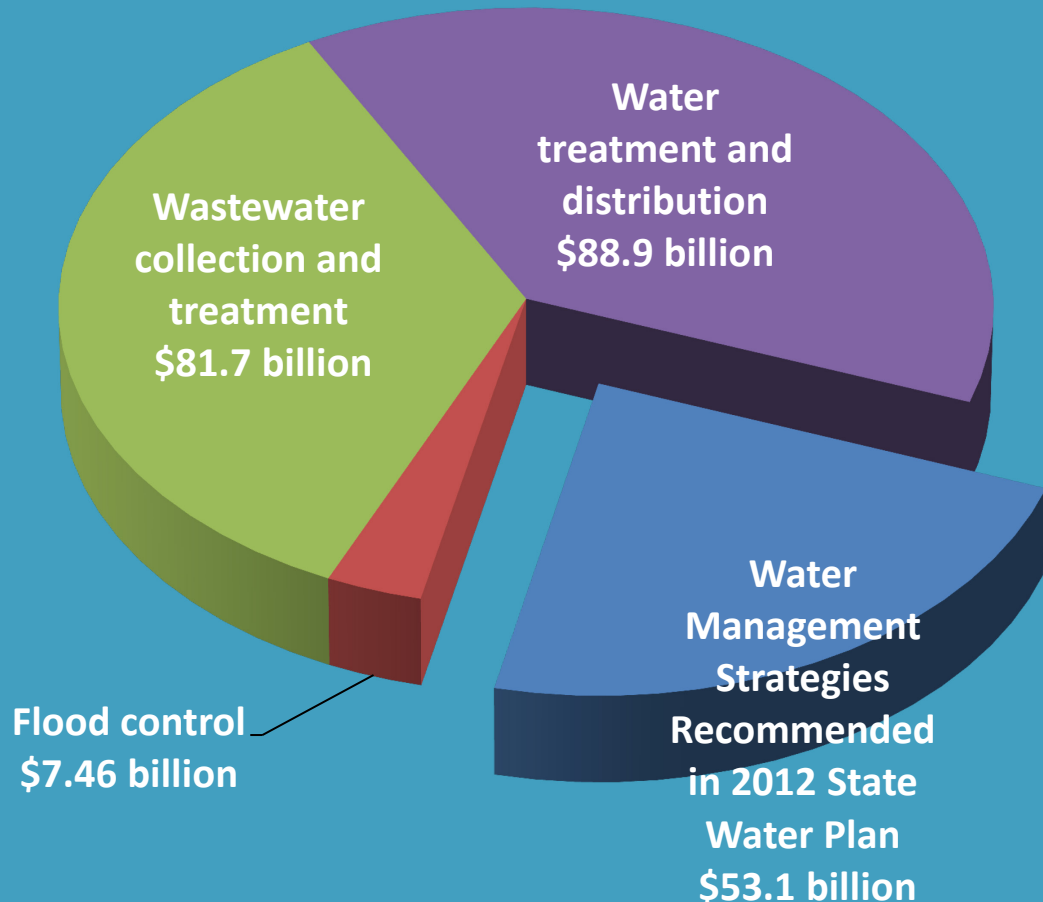 Water
treatment and
distribution
$88.9 billion
Wastewater
collection and
treatment
$81.7 billion
Flood control
$7.46 billion
Water
Management
Strategies
Recommended
in 2012 State
Water Plan
$53.1 billion